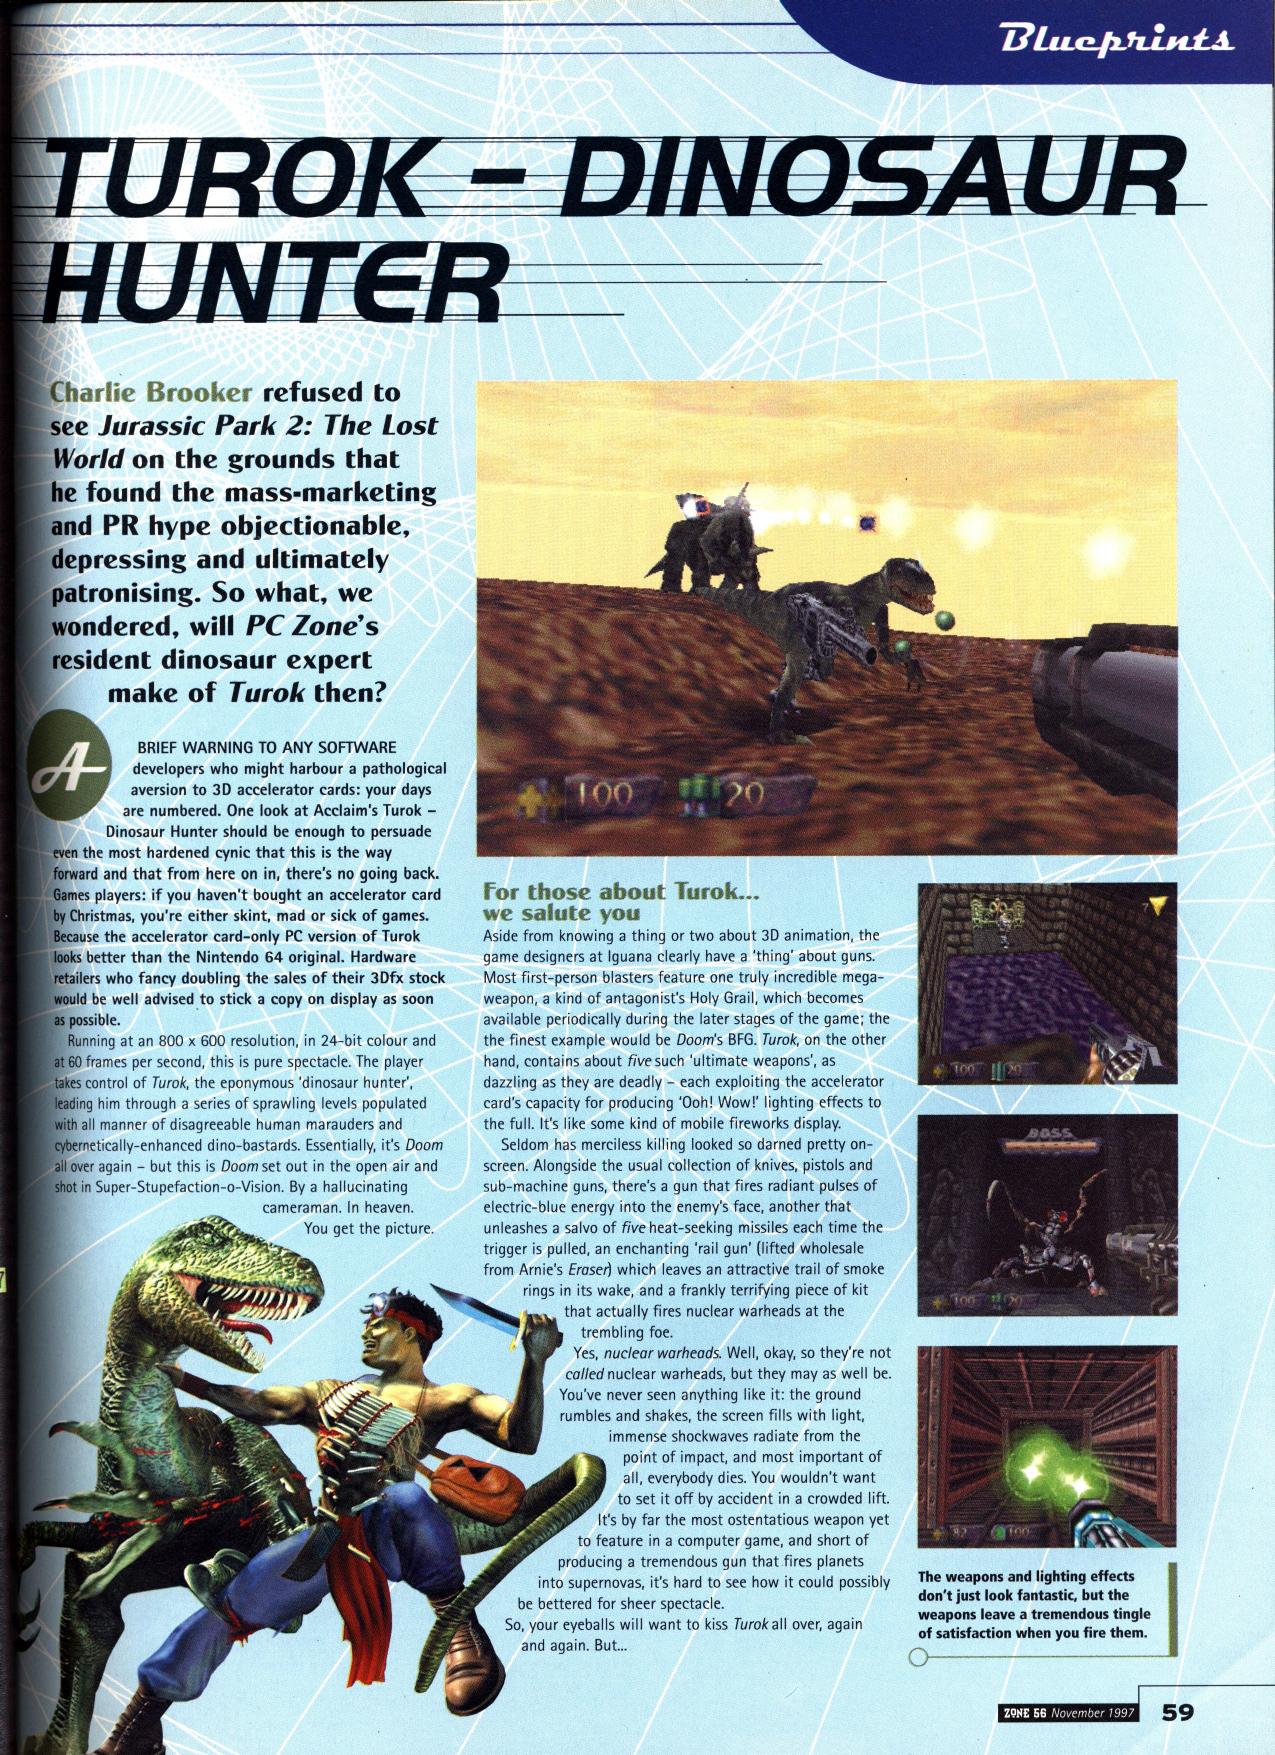 Blueprints
TUROK – DINOSAUR
HUNTER
Charlie Brooker refused to
see Jurassic Park 2: The Lost
World on the grounds that
he found the mass-marketing
and PR hype objectionable,
depressing and ultimately
patronising. So what, we
wondered, will PC Zone's
resident dinosaur expert
make of Turok then?
A BRIEF WARNING TO ANY SOFTWARE
developers who might harbour a pathological
aversion to 3D accelerator cards: your days
are numbered. One look at Acclaim's Turok –
Dinosaur Hunter should be enough to persuade
even the most hardened cynic that this is the way
forward and that from here on in, there's no going back.
Games players: if you haven't bought an accelerator card
by Christmas, you're either skint, mad or sick of games.
Because the accelerator card-only PC version of Turok
looks better than the Nintendo 64 original. Hardware
retailers who fancy doubling the sales of their 3Dfx stock
would be well advised to stick a copy on display as soon
as possible.
Running at an 800 x 600 resolution, in 24-bit colour and
at 60 frames per second, this is pure spectacle. The player
takes control of Turok, the eponymous 'dinosaur hunter',
leading him through a series of sprawling levels populated
with all manner of disagreeable human marauders and
cybernetically-enhanced dino-bastards. Essentially, it's Doom
all over again – but this is Doom set out in the open air and
shot in Super-Stupefaction-o-Vision. By a hallucinating
cameraman. In heaven.
You get the picture.
100
20
For those about Turok...
we salute you
Aside from knowing a thing or two about 3D animation, the
game designers at Iguana clearly have a 'thing' about guns.
Most first-person blasters feature one truly incredible mega-
weapon, a kind of antagonist's Holy Grail, which becomes
available periodically during the later stages of the game; the
the finest example would be Doom's BFG. Turok, on the other
hand, contains about five such 'ultimate weapons', as
dazzling as they are deadly – each exploiting the accelerator
card's capacity for producing 'Ooh! Wow!' lighting effects to
the full. It's like some kind of mobile fireworks display.
Seldom has merciless killing looked so darned pretty on-
screen. Alongside the usual collection of knives, pistols and
sub-machine guns, there's a gun that fires radiant pulses of
electric-blue energy into the enemy's face, another that
unleashes a salvo of five heat-seeking missiles each time the
trigger is pulled, an enchanting 'rail gun' (lifted wholesale
from Arnie's Eraser) which leaves an attractive trail of smoke
rings in its wake, and a frankly terrifying piece of kit
that actually fires nuclear warheads at the
trembling foe.
Yes, nuclear warheads. Well, okay, so they're not
called nuclear warheads, but they may as well be.
You've never seen anything like it: the ground
rumbles and shakes, the screen fills with light,
immense shockwaves radiate from the
point of impact, and most important of
all, everybody dies. You wouldn't want
to set it off by accident in a crowded lift.
It's by far the most ostentatious weapon yet
to feature in a computer game, and short of
producing a tremendous gun that fires planets
into supernovas, it's hard to see how it could possibly
be bettered for sheer spectacle.
So, your eyeballs will want to kiss Turok all over, again
and again. But...
7
100
20
BOSS
100
20
82
100
The weapons and lighting effects
don't just look fantastic, but the
weapons leave a tremendous tingle
of satisfaction when you fire them.
ZONE 56 November 1997
59
7